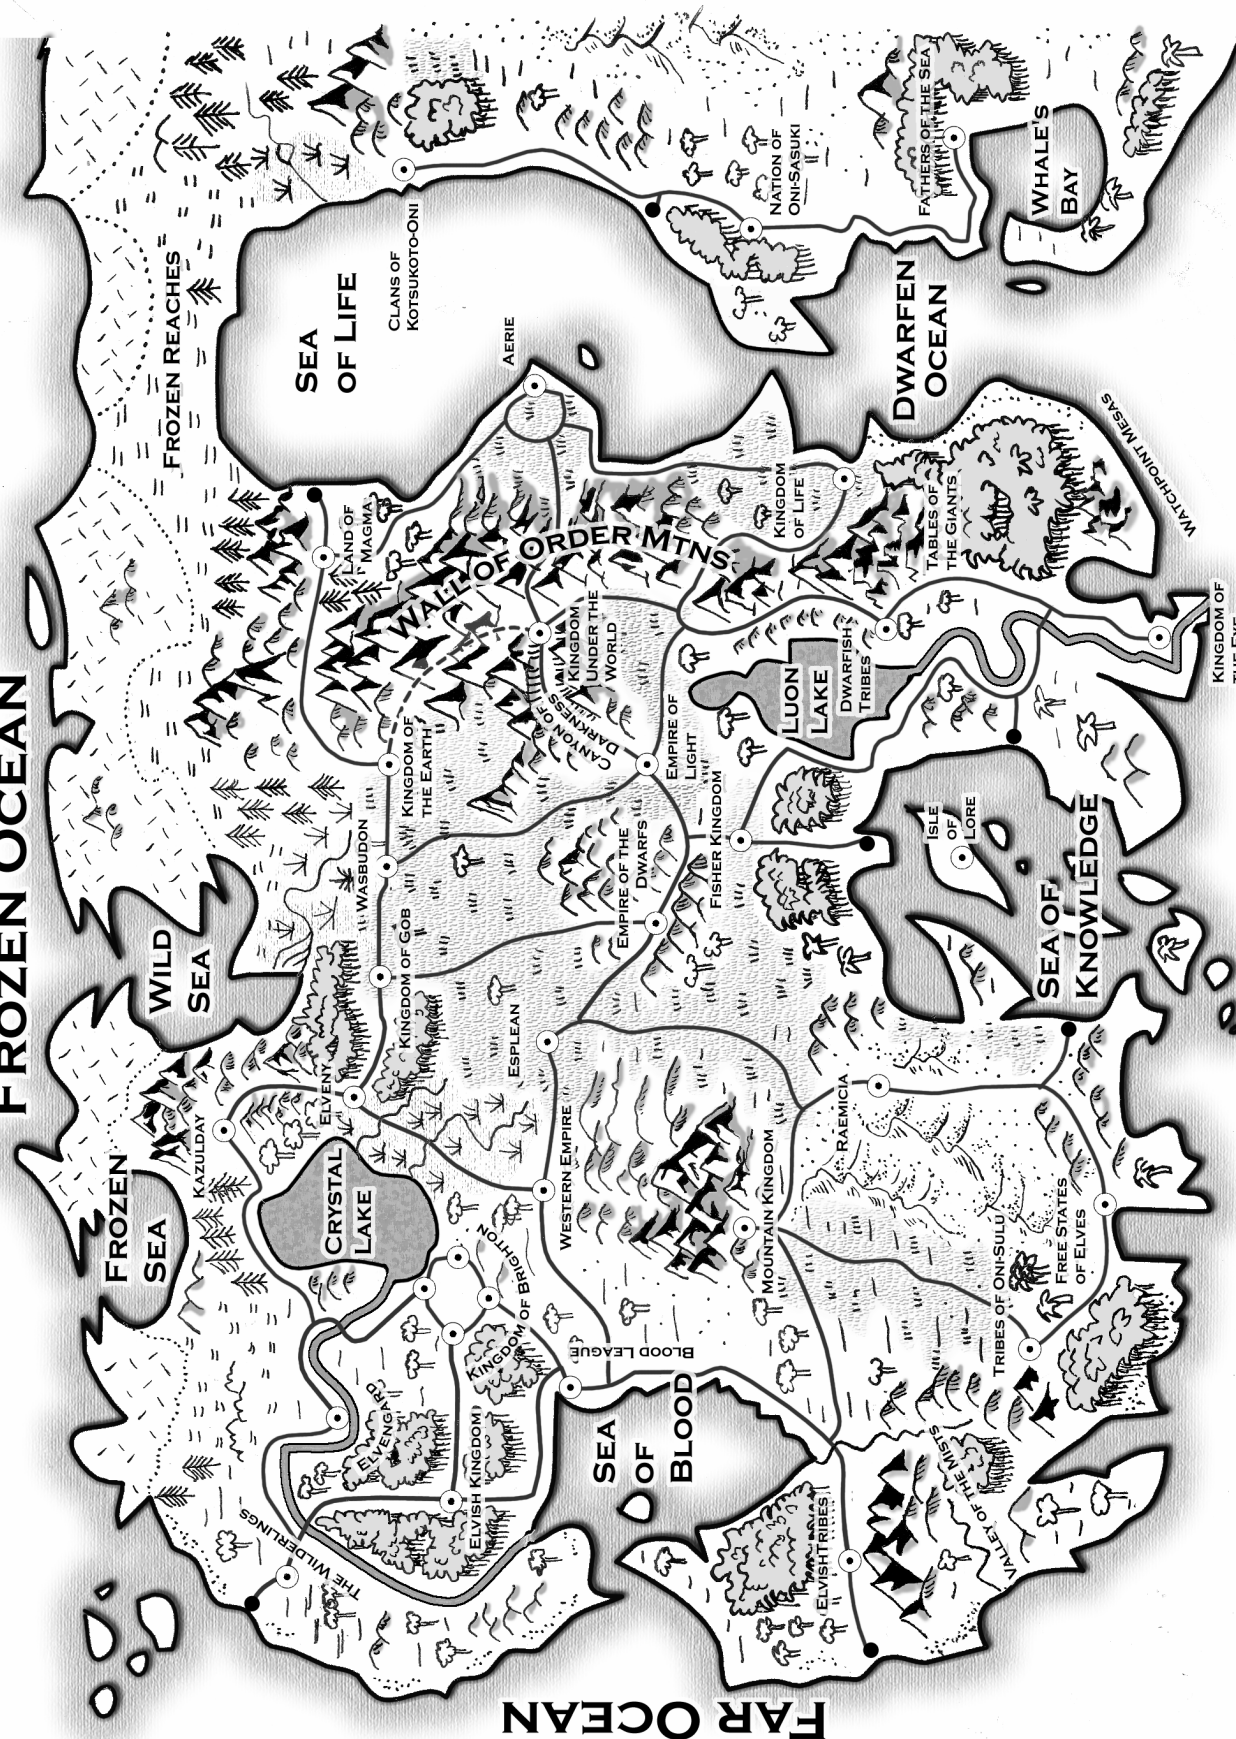 FROZEN OCEAN
FROZEN
SEA
WILD
SEA
FROZEN REACHES
SEA
OF LIFE
CLANS OF
KOTSUKOTO-ONI
AERIE
NATION OF
ONI-SASUKI
FATHERS OF THE SEA
WHALE'S
BAY
DWARFEN
OCEAN
LAND OF
MAGMA
WALL OF ORDER MTNS
KINGDOM
OF LIFE
TABLES OF
THE GIANTS
WATCHPOINT MESAS
KINGDOM
UNDER THE
WORLD
CANYON OF
DARKNESS
KINGDOM OF
THE EARTH
EMPIRE OF
LIGHT
LUON
LAKE
DWARFISH
TRIBES
KINGDOM OF
WASBUDON
KINGDOM OF GOB
EMPIRE OF THE
DWARFS
FISHER KINGDOM
ISLE
OF
LORE
SEA OF
KNOWLEDGE
KAZULDAY
ELVENY
ESPLEAN
CRYSTAL
LAKE
WESTERN EMPIRE
MOUNTAIN KINGDOM
RAEMICIA
FREE STATES
OF ELVES
TRIBES OF ONI-SULU
KINGDOM OF BRIGHTON
BLOOD LEAGUE
ELVENGARD
ELVISH KINGDOM
THE WILDERLINGS
SEA
OF
BLOOD
ELVISHTRIBES
VALLEY OF THE MISTS
FAR OCEAN